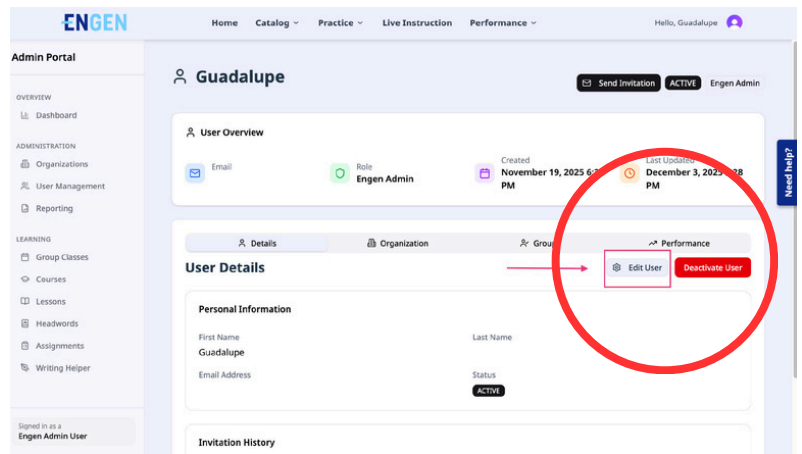 ENGEN
Home Catalog Practice Live Instruction Performance
Hello, Guadalupe
Admin Portal
OVERVIEW
Dashboard
ADMINISTRATION
Organizations
User Management
Reporting
LEARNING
Group Classes
Courses
Lessons
Headwords
Assignments
Writing Helper
Signed in as a
Engen Admin User
Guadalupe
Send Invitation ACTIVE Engen Admin
User Overview
Email
Role
Engen Admin
Created
November 19, 2025
PM
Last Updated
December 3, 2025
PM
Need help?
Details Organization Performance
User Details
Edit User Deactivate User
Personal Information
First Name
Guadalupe
Last Name
Email Address
Status
ACTIVE
Invitation History